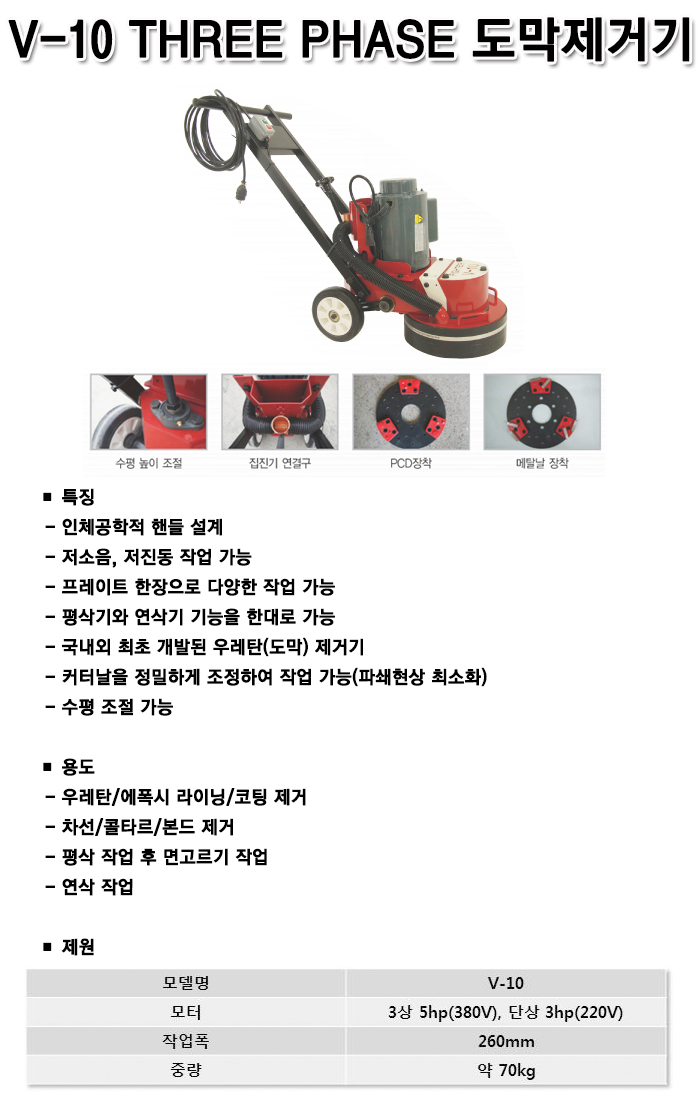 V-10 THREE PHASE 도막제거기
수평 높이 조절
집진기 연결구
PCD장착
메탈날 장착
■ 특징
- 인체공학적 핸들 설계
- 저소음, 저진동 작업 가능
- 프레이트 한장으로 다양한 작업 가능
- 평삭기와 연삭기 기능을 한대로 가능
- 국내외 최초 개발된 우레탄(도막) 제거기
- 커터날을 정밀하게 조정하여 작업 가능(파쇄현상 최소화)
- 수평 조절 가능
■ 용도
- 우레탄/에폭시 라이닝/코팅 제거
- 차선/콜타르/본드 제거
- 평삭 작업 후 면고르기 작업
- 연삭 작업
■ 제원
모델명 V-10
모터 3상 5hp(380V), 단상 3hp(220V)
작업폭 260mm
중량 약 70kg